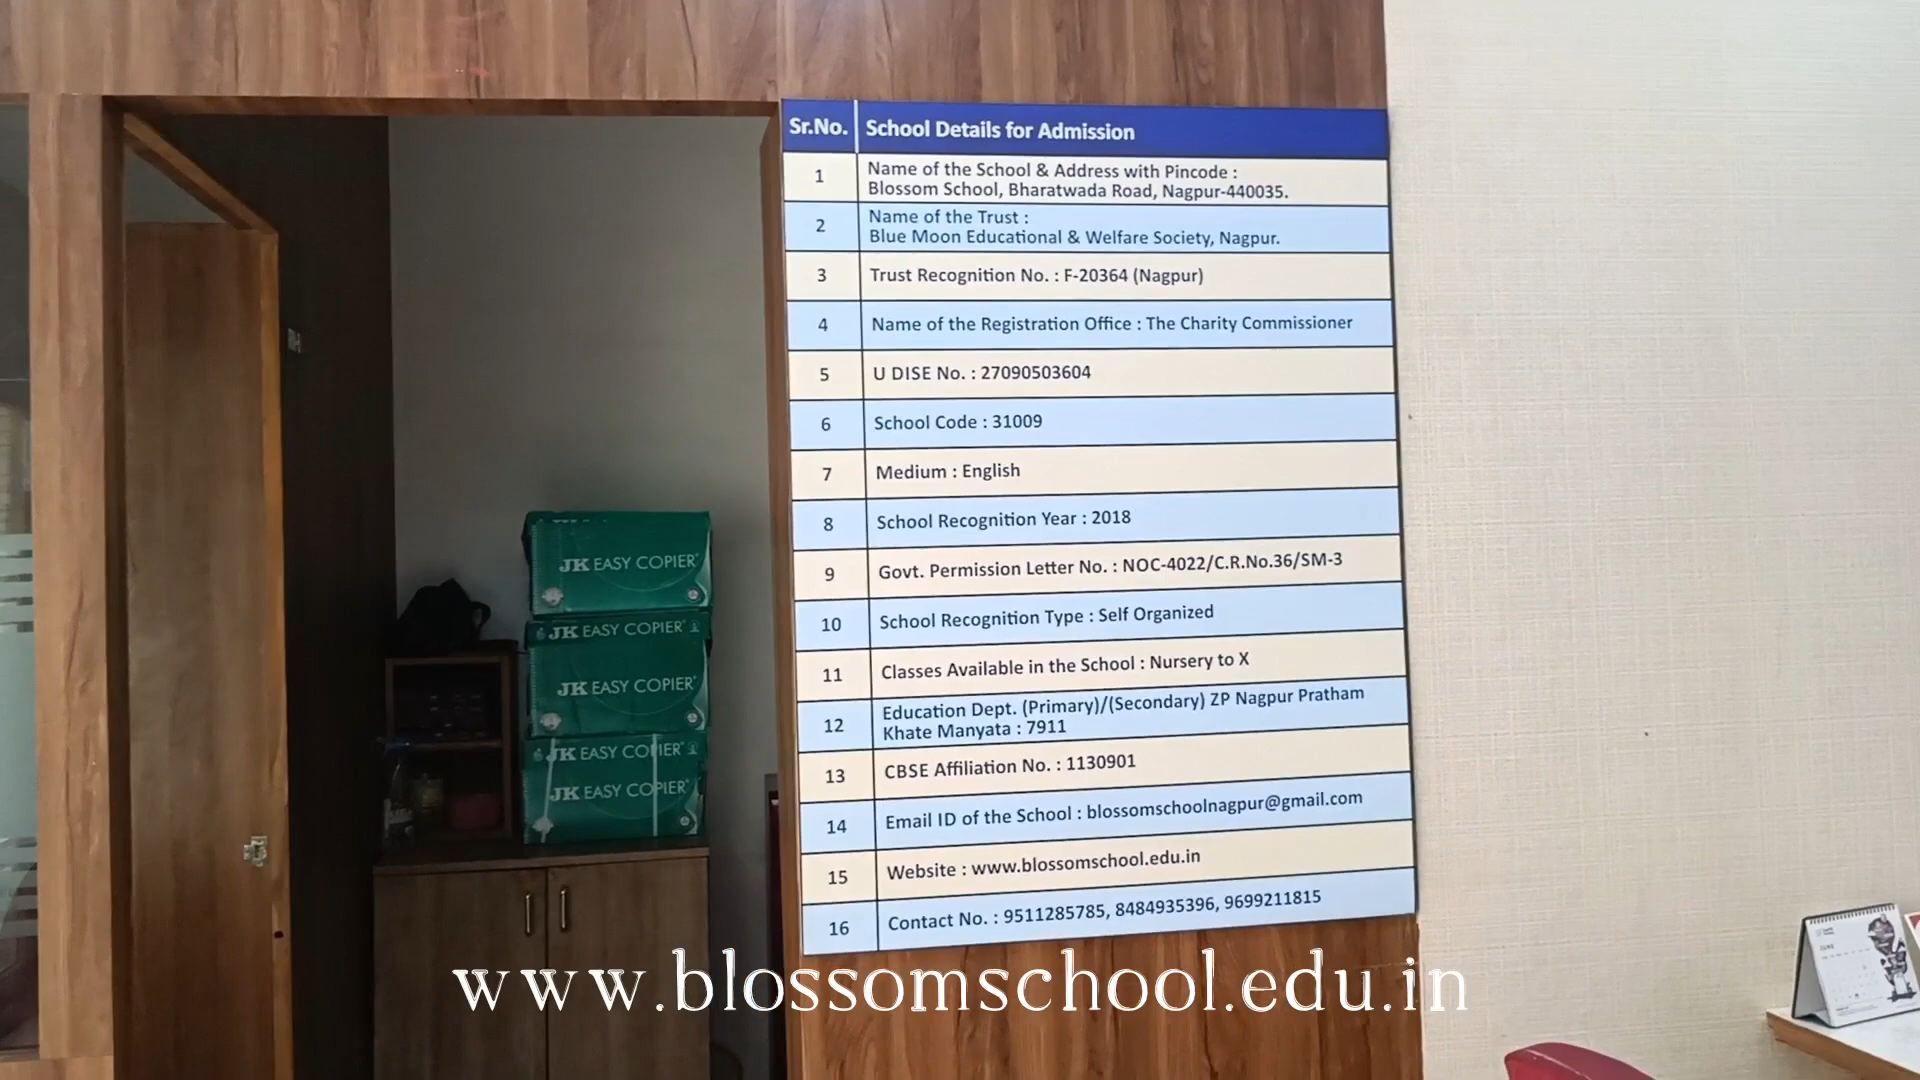 Sr.No. School Details for Admission
1 Name of the School & Address with Pincode :
Blossom School, Bharatwada Road, Nagpur-440035.
2 Name of the Trust :
Blue Moon Educational & Welfare Society, Nagpur.
3 Trust Recognition No. : F-20364 (Nagpur)
4 Name of the Registration Office : The Charity Commissioner
5 U DISE No. : 27090503604
6 School Code : 31009
7 Medium : English
8 School Recognition Year : 2018
9 Govt. Permission Letter No. : NOC-4022/C.R.No.36/SM-3
10 School Recognition Type : Self Organized
11 Classes Available in the School : Nursery to X
12 Education Dept. (Primary)/(Secondary) ZP Nagpur Pratham
Khate Manyata : 7911
13 CBSE Affiliation No. : 1130901
14 Email ID of the School : blossomschoolnagpur@gmail.com
15 Website : www.blossomschool.edu.in
16 Contact No. : 9511285785, 8484935396, 9699211815
JK EASY COPIER
JK EASY COPIER
JK EASY COPIER
JK EASY COPIER
JK EASY COPIER
JUNE
www.blossomschool.edu.in